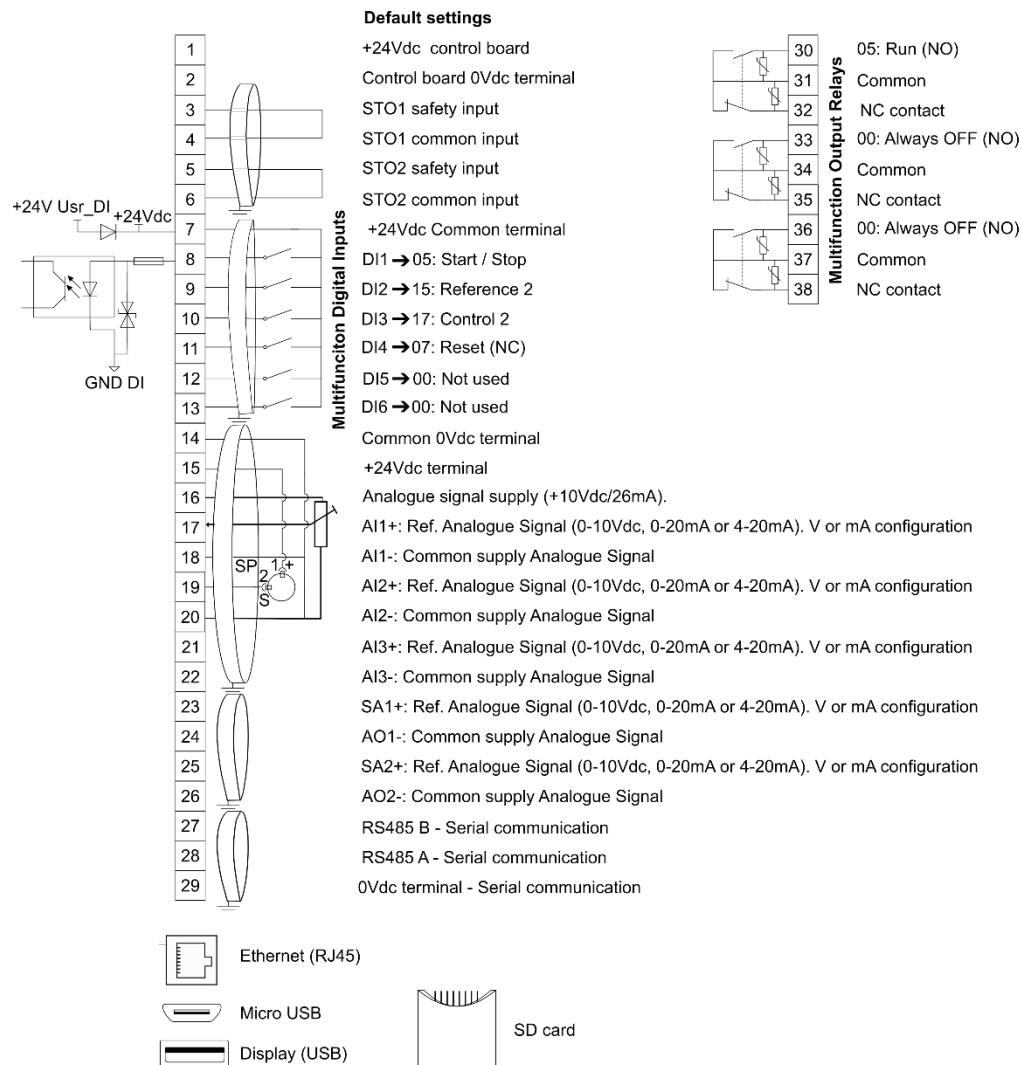 Default settings
1 +24Vdc control board
2 Control board 0Vdc terminal
3 STO1 safety input
4 STO1 common input
5 STO2 safety input
6 STO2 common input
+24V Usr_DI
+24Vdc
7 +24Vdc Common terminal
8 DI1➔05: Start / Stop
9 DI2➔15: Reference 2
10 DI3➔17: Control 2
11 DI4➔07: Reset (NC)
12 DI5➔00: Not used
13 DI6➔00: Not used
GND DI
Multifunciton Digital Inputs
14 Common 0Vdc terminal
15 +24Vdc terminal
16 Analogue signal supply (+10Vdc/26mA).
17 AI1+: Ref. Analogue Signal (0-10Vdc, 0-20mA or 4-20mA). V or mA configuration
18 AI1-: Common supply Analogue Signal
SP 1 +
2
S
19 AI2+: Ref. Analogue Signal (0-10Vdc, 0-20mA or 4-20mA). V or mA configuration
20 AI2-: Common supply Analogue Signal
21 AI3+: Ref. Analogue Signal (0-10Vdc, 0-20mA or 4-20mA). V or mA configuration
22 AI3-: Common supply Analogue Signal
23 SA1+: Ref. Analogue Signal (0-10Vdc, 0-20mA or 4-20mA). V or mA configuration
24 AO1-: Common supply Analogue Signal
25 SA2+: Ref. Analogue Signal (0-10Vdc, 0-20mA or 4-20mA). V or mA configuration
26 AO2-: Common supply Analogue Signal
27 RS485 B - Serial communication
28 RS485 A - Serial communication
29 0Vdc terminal - Serial communication
30 05: Run (NO)
31 Common
32 NC contact
33 00: Always OFF (NO)
34 Common
35 NC contact
36 00: Always OFF (NO)
37 Common
38 NC contact
Multifunction Output Relays
Ethernet (RJ45)
Micro USB
Display (USB)
SD card